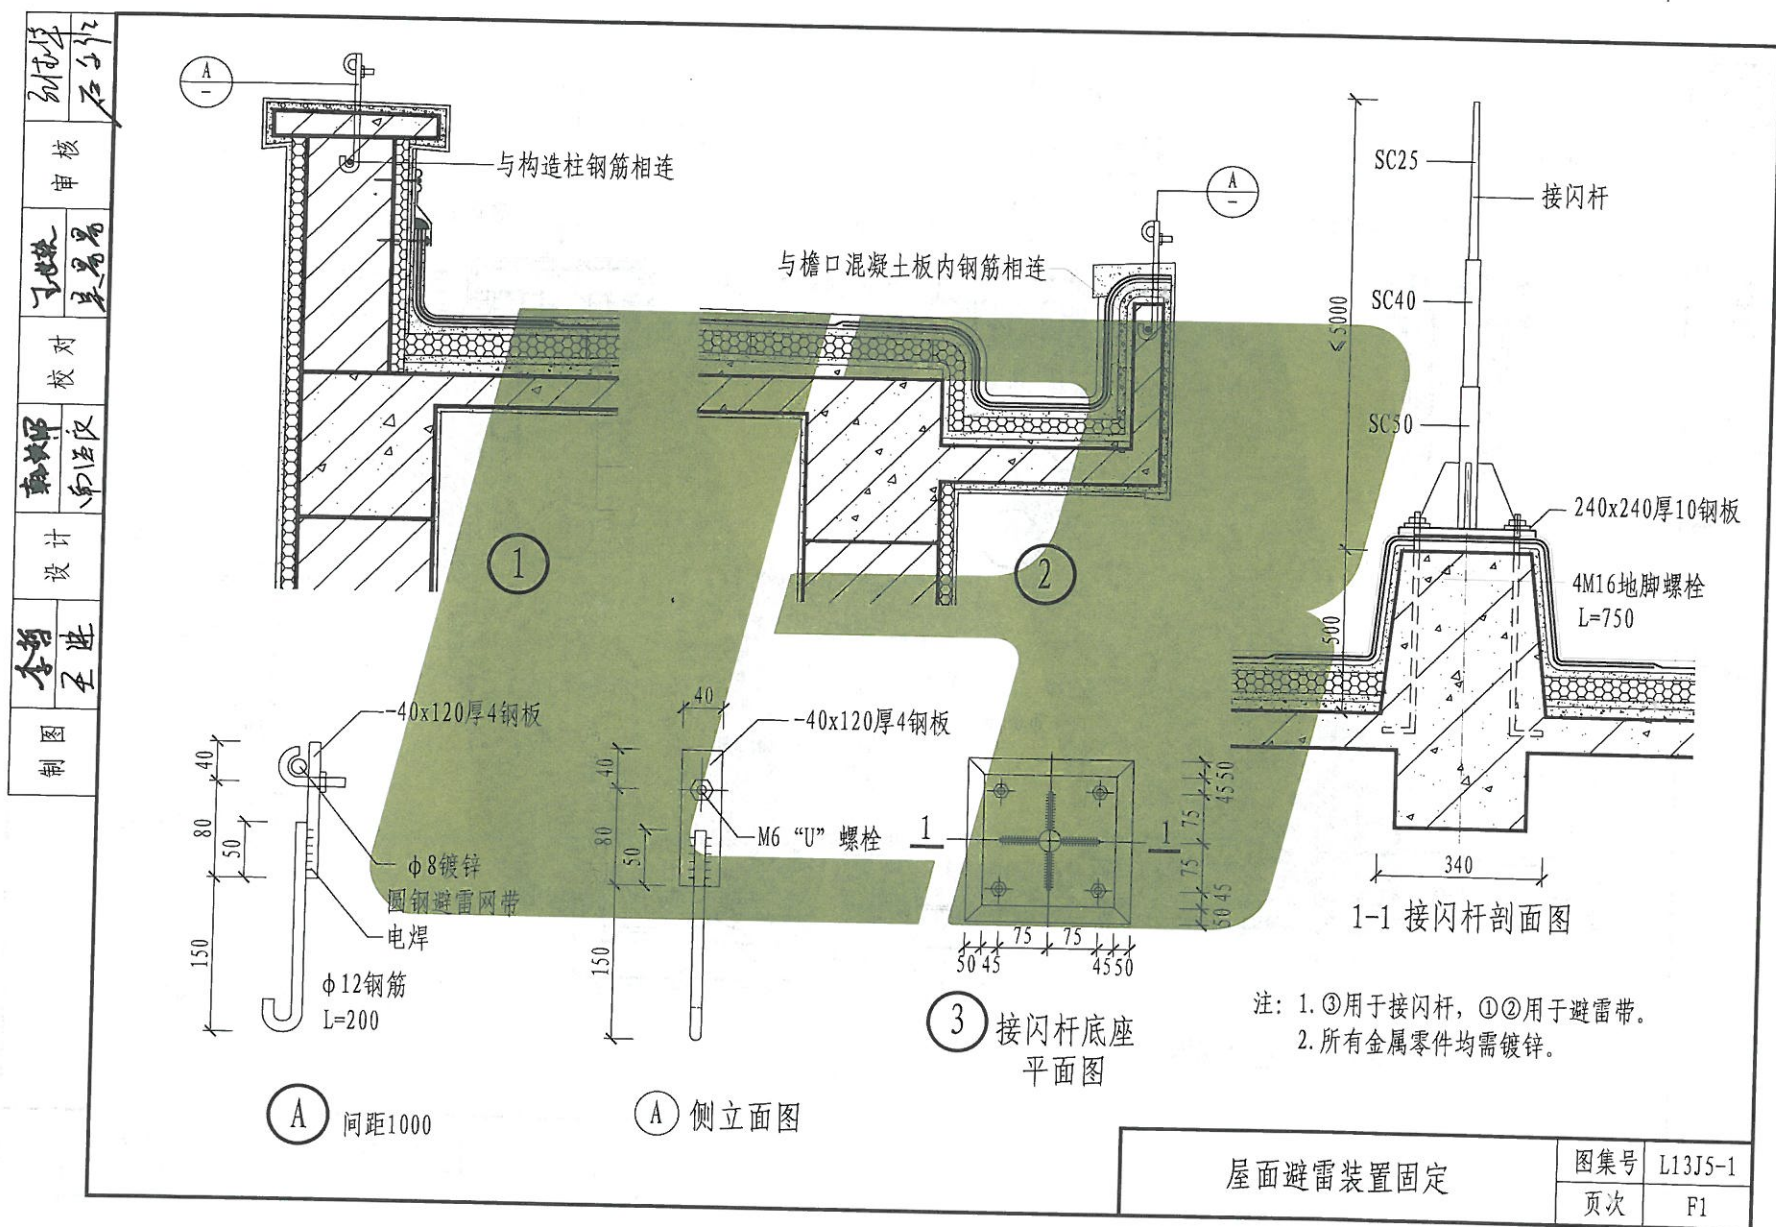 审核
校对
设计
制图
A
-
与构造柱钢筋相连
A
-
与檐口混凝土板内钢筋相连
1
2
SC25
接闪杆
SC40
≤5000
SC50
240x240厚10钢板
4M16地脚螺栓
L=750
500
340
1-1 接闪杆剖面图
-40x120厚4钢板
40
80
50
150
φ8镀锌
圆钢避雷网带
电焊
φ12钢筋
L=200
A 间距1000
40
-40x120厚4钢板
40
80
50
150
M6 “U” 螺栓
A 侧立面图
1 1
4550
75
75
50 45
75 75
50 45 4550
3 接闪杆底座
平面图
注: 1.③用于接闪杆, ①②用于避雷带。
2.所有金属零件均需镀锌。
屋面避雷装置固定
图集号 L13J5-1
页次 F1